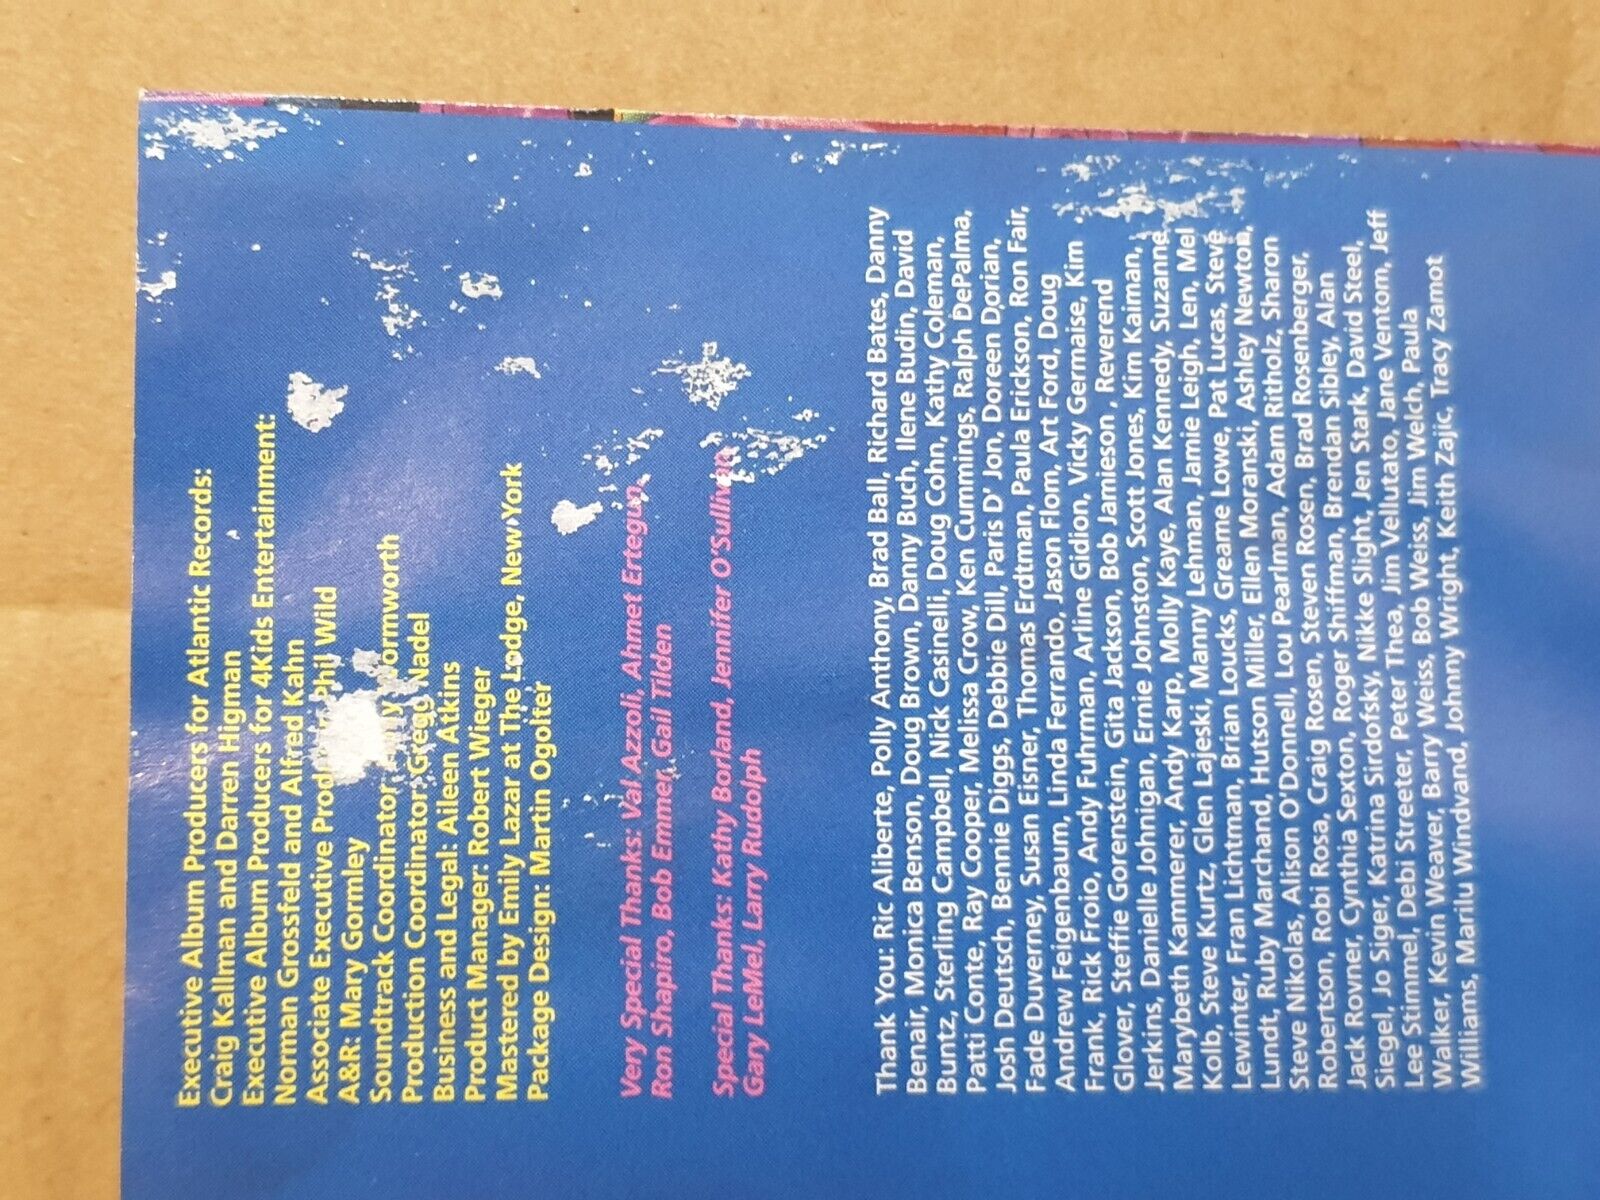 Executive Album Producers for Atlantic Records:
Craig Kallman and Darren Higman
Executive Album Producers for 4Kids Entertainment:
Norman Grossfeld and Alfred Kahn
Associate Executive Phil Wild
A&R: Mary Gormley
Soundtrack Coordinator
Production Coordinator: Gregg Nadel
Business and Legal: Aileen Atkins
Product Manager: Robert Wieger
Mastered by Emily Lazar at The Lodge, New York
Package Design: Martin Ogolter
Very Special Thanks: Val Azzoli, Ahmet Ertegun,
Ron Shapiro, Bob Emmer, Gail Tilden
Special Thanks: Kathy Borland, Jennifer O'Sullivan
Gary LeMel, Larry Rudolph
Thank You: Ric Aliberte, Polly Anthony, Brad Ball, Richard Bates, Danny
Benair, Monica Benson, Doug Brown, Danny Buch, Ilene Budin, David
Buntz, Sterling Campbell, Nick Casinelli, Doug Cohn, Kathy Coleman,
Patti Conte, Ray Cooper, Melissa Crow, Ken Cummings, Ralph DePalma,
Josh Deutsch, Bennie Diggs, Debbie Dill, Paris D' Jon, Doreen Dorian,
Fade Duverney, Susan Eisner, Thomas Erdtman, Paula Erickson, Ron Fair,
Andrew Feigenbaum, Linda Ferrando, Jason Flom, Art Ford, Doug
Frank, Rick Froio, Andy Fuhrman, Arline Gidion, Vicky Germaise, Kim
Glover, Steffie Gorenstein, Gita Jackson, Bob Jamieson , Reverend
Jerkins, Danielle Johnigan, Ernie Johnston, Scott Jones, Kim Kaiman,
Marybeth Kammerer, Andy Karp, Molly Kaye, Alan Kennedy, Suzanne
Kolb, Steve Kurtz, Glen Lajeski, Manny Lehman, Jamie Leigh, Len, Mel
Lewinter, Fran Lichtman, Brian Loucks, Greame Lowe, Pat Lucas, Steve
Lundt, Ruby Marchand, Hutson Miller, Ellen Moranski, Ashley Newton,
Steve Nikolas, Alison O'Donnell, Lou Pearlman, Adam Ritholz, Sharon
Robertson, Robi Rosa, Craig Rosen, Steven Rosen, Brad Rosenberger,
Jack Rovner, Cynthia Sexton, Roger Shiffman, Brendan Sibley, Alan
Siegel, Jo Siger, Katrina Sirdofsky, Nikke Slight, Jen Stark, David Steel,
Lee Stimmel, Debi Streeter, Peter Thea, Jim Vellutato, Jane Ventom, Jeff
Walker, Kevin Weaver, Barry Weiss, Bob Weiss, Jim Welch, Paula
Williams, Marilu Windvand, Johnny Wright, Keith Zajic, Tracy Zamot